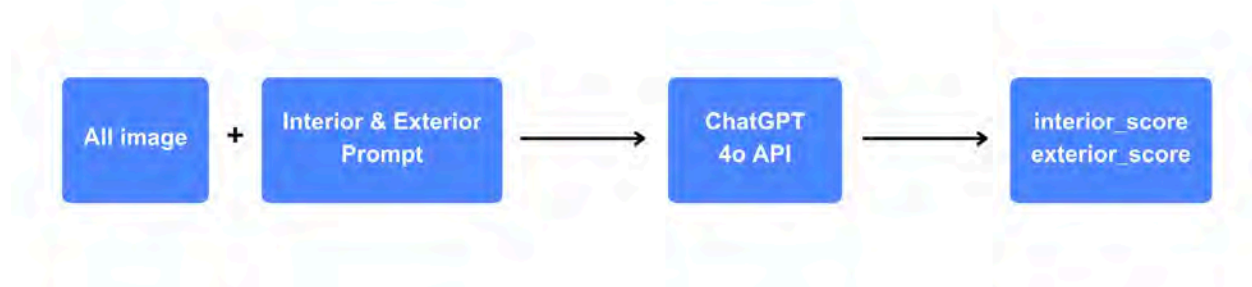 All image
+
Interior & Exterior
Prompt
ChatGPT
4o API
interior_score
exterior_score